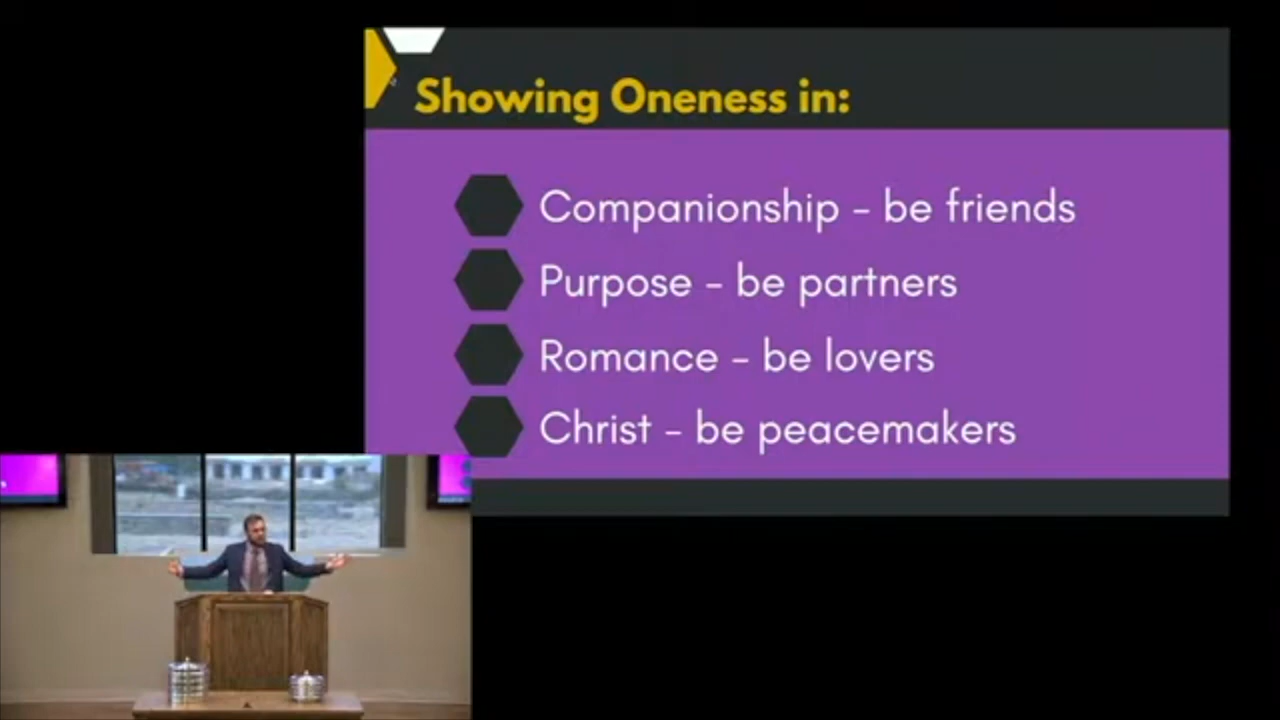 Showing Oneness in:
Companionship - be friends
Purpose - be partners
Romance - be lovers
Christ - be peacemakers